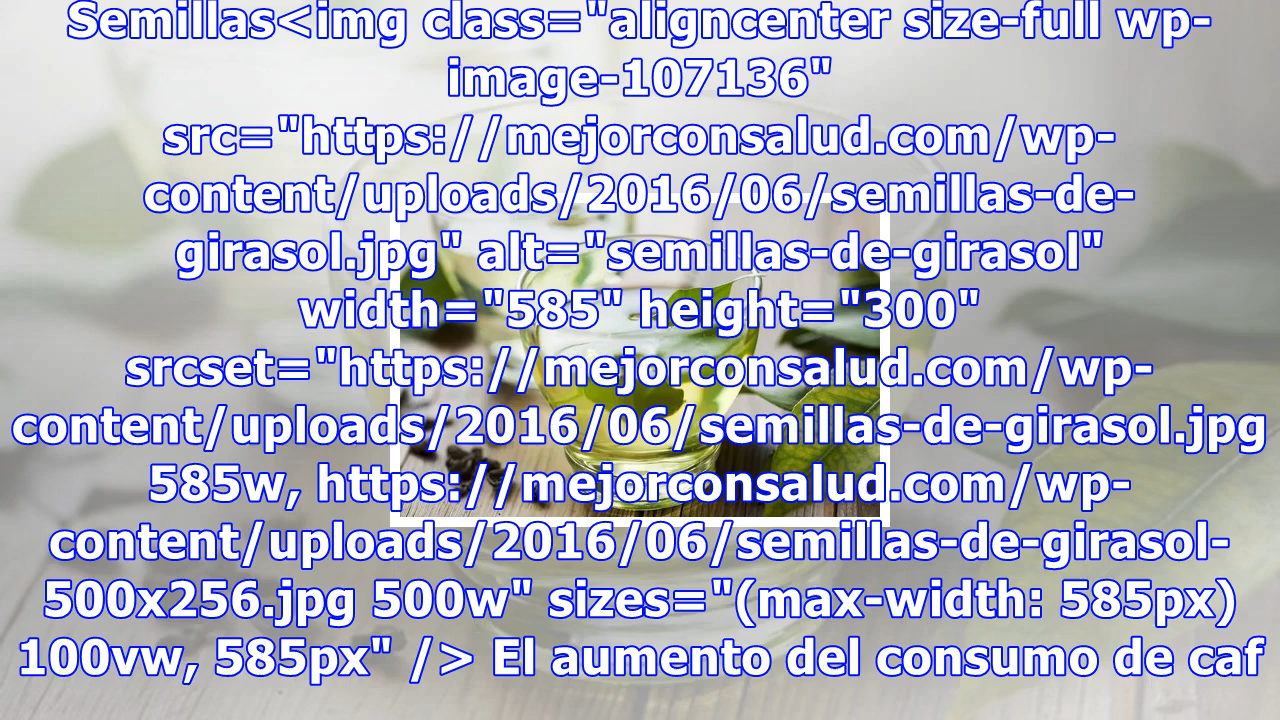 Semillas<img class="aligncenter size-full wp-
image-107136"
src="https://mejorconsalud.com/wp-
content/uploads/2016/06/semillas-de-
girasol.jpg" alt="semillas-de-girasol"
width="585" height="300"
srcset="https://mejorconsalud.com/wp-
content/uploads/2016/06/semillas-de-girasol.jpg
585w, https://mejorconsalud.com/wp-
content/uploads/2016/06/semillas-de-girasol-
500x256.jpg 500w" sizes="(max-width: 585px)
100vw, 585px" /> El aumento del consumo de caf